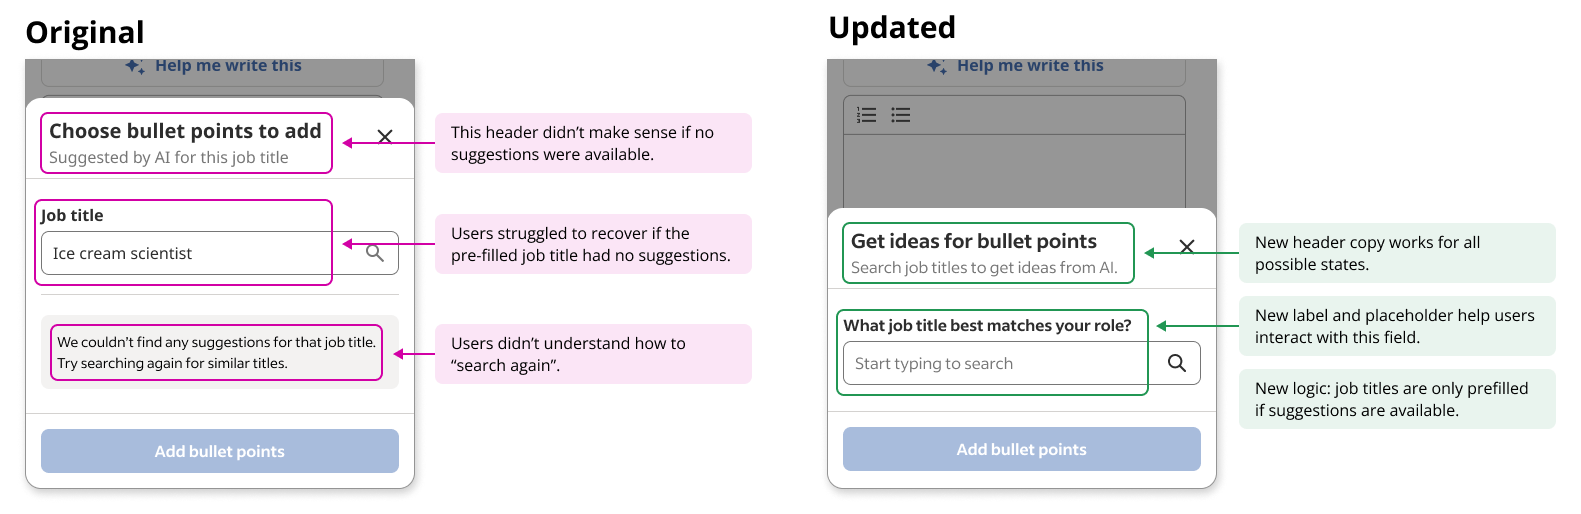 Original
Help me write this
Choose bullet points to add
Suggested by AI for this job title
Job title
Ice cream scientist
We couldn’t find any suggestions for that job title.
Try searching again for similar titles.
Add bullet points
This header didn’t make sense if no
suggestions were available.
Users struggled to recover if the
pre-filled job title had no suggestions.
Users didn’t understand how to
“search again”.
Updated
Help me write this
Get ideas for bullet points
Search job titles to get ideas from AI.
What job title best matches your role?
Start typing to search
Add bullet points
New header copy works for all
possible states.
New label and placeholder help users
interact with this field.
New logic: job titles are only prefilled
if suggestions are available.